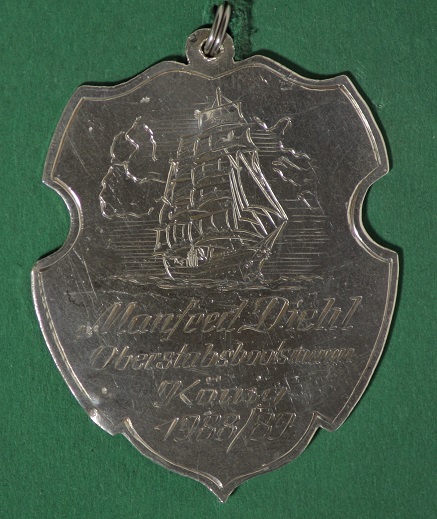 Manfred Diehl
Oberstabsbootsmann
König
1988/89